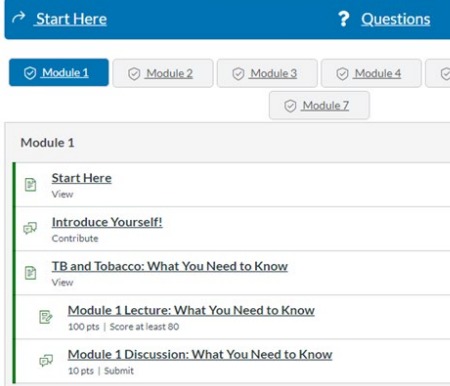 Start Here
? Questions
Module 1
Module 2
Module 3
Module 4
Module 7
Module 1
Start Here
View
Introduce Yourself!
Contribute
TB and Tobacco: What You Need to Know
View
Module 1 Lecture: What You Need to Know
100 pts | Score at least 80
Module 1 Discussion: What You Need to Know
10 pts | Submit